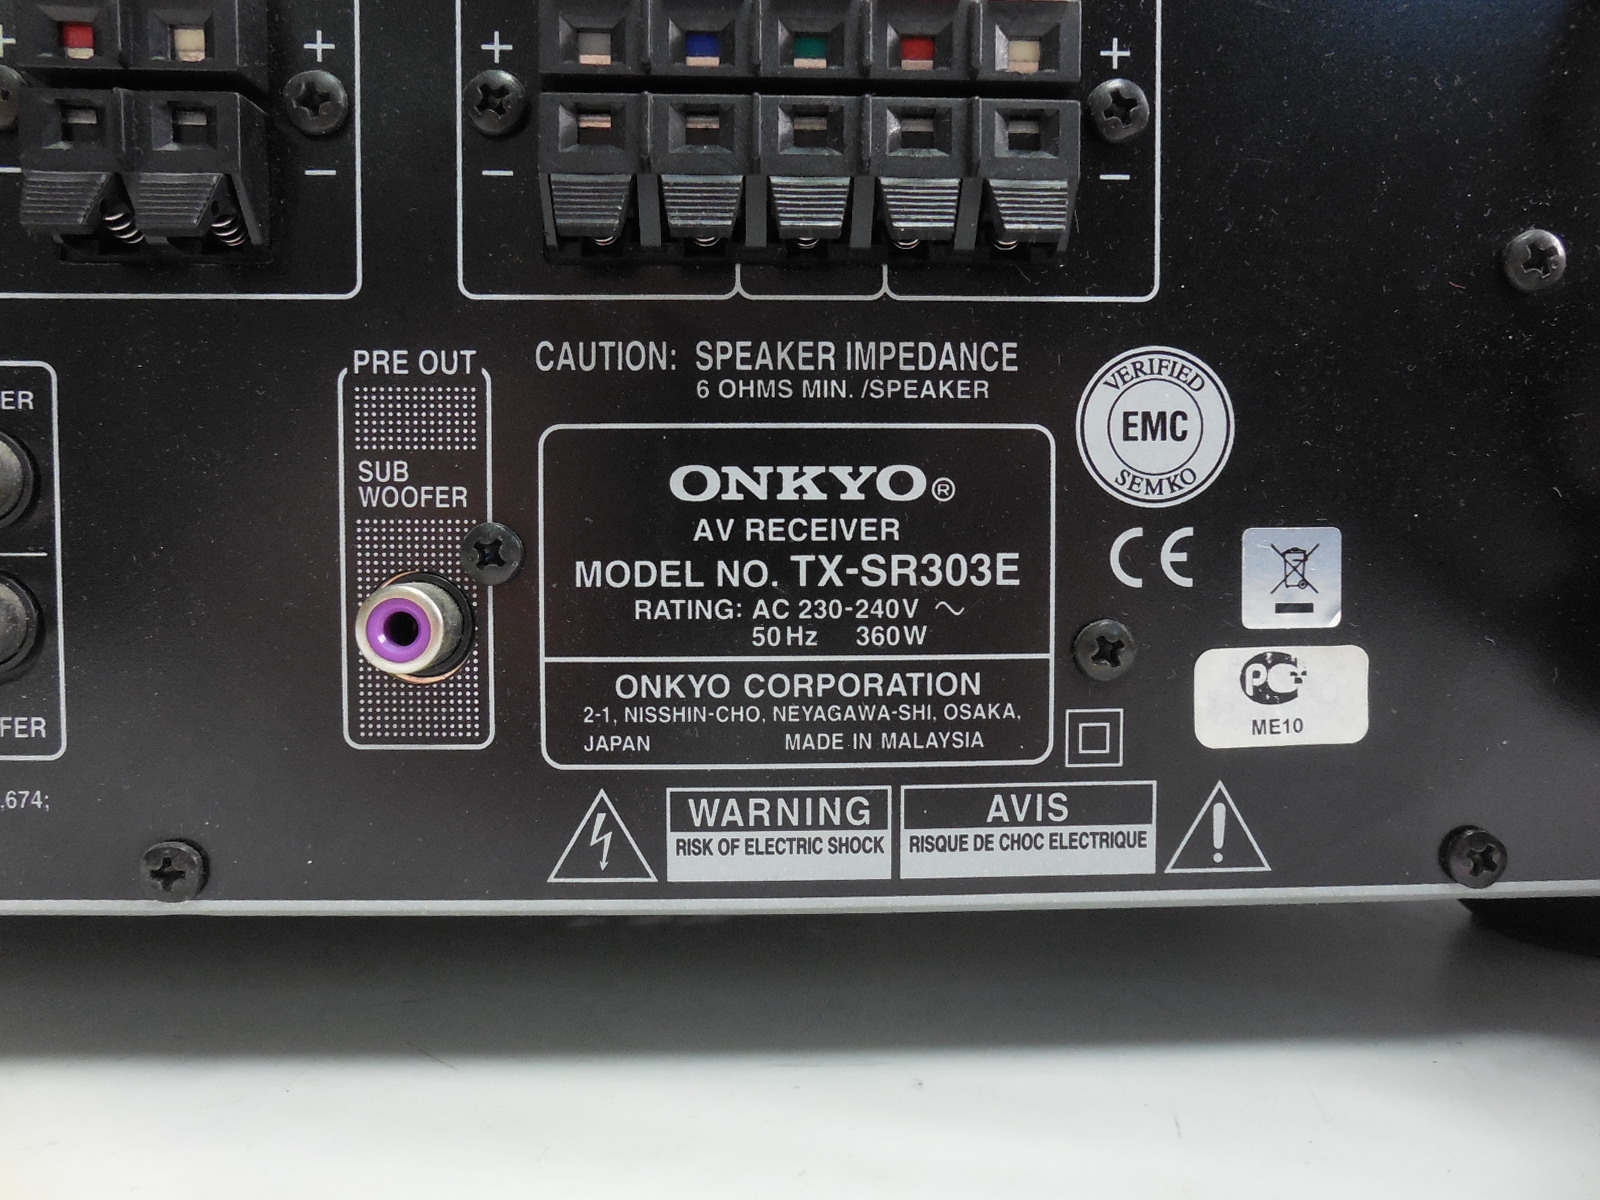 + + + +
- - -
PRE OUT
SUB
WOOFER
ER
FER
.674;
CAUTION: SPEAKER IMPEDANCE
6 OHMS MIN. /SPEAKER
ONKYO®
AV RECEIVER
MODEL NO. TX-SR303E
RATING: AC 230-240V ~
50Hz 360W
ONKYO CORPORATION
2-1, NISSHIN-CHO, NEYAGAWA-SHI, OSAKA,
JAPAN MADE IN MALAYSIA
VERIFIED
EMC
SEMKO
CE
PC
ME10
WARNING
RISK OF ELECTRIC SHOCK
AVIS
RISQUE DE CHOC ELECTRIQUE